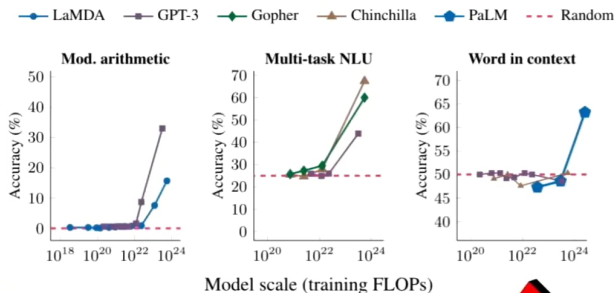 LaMDA GPT-3 Gopher Chinchilla PaLM Random
Mod. arithmetic Multi-task NLU Word in context
Accuracy (%)
50
40
30
20
10
0
10^18 10^20 10^22 10^24
Accuracy (%)
70
60
50
40
30
20
10
0
10^20 10^22 10^24
Accuracy (%)
70
60
50
40
10^20 10^22 10^24
Model scale (training FLOPs)